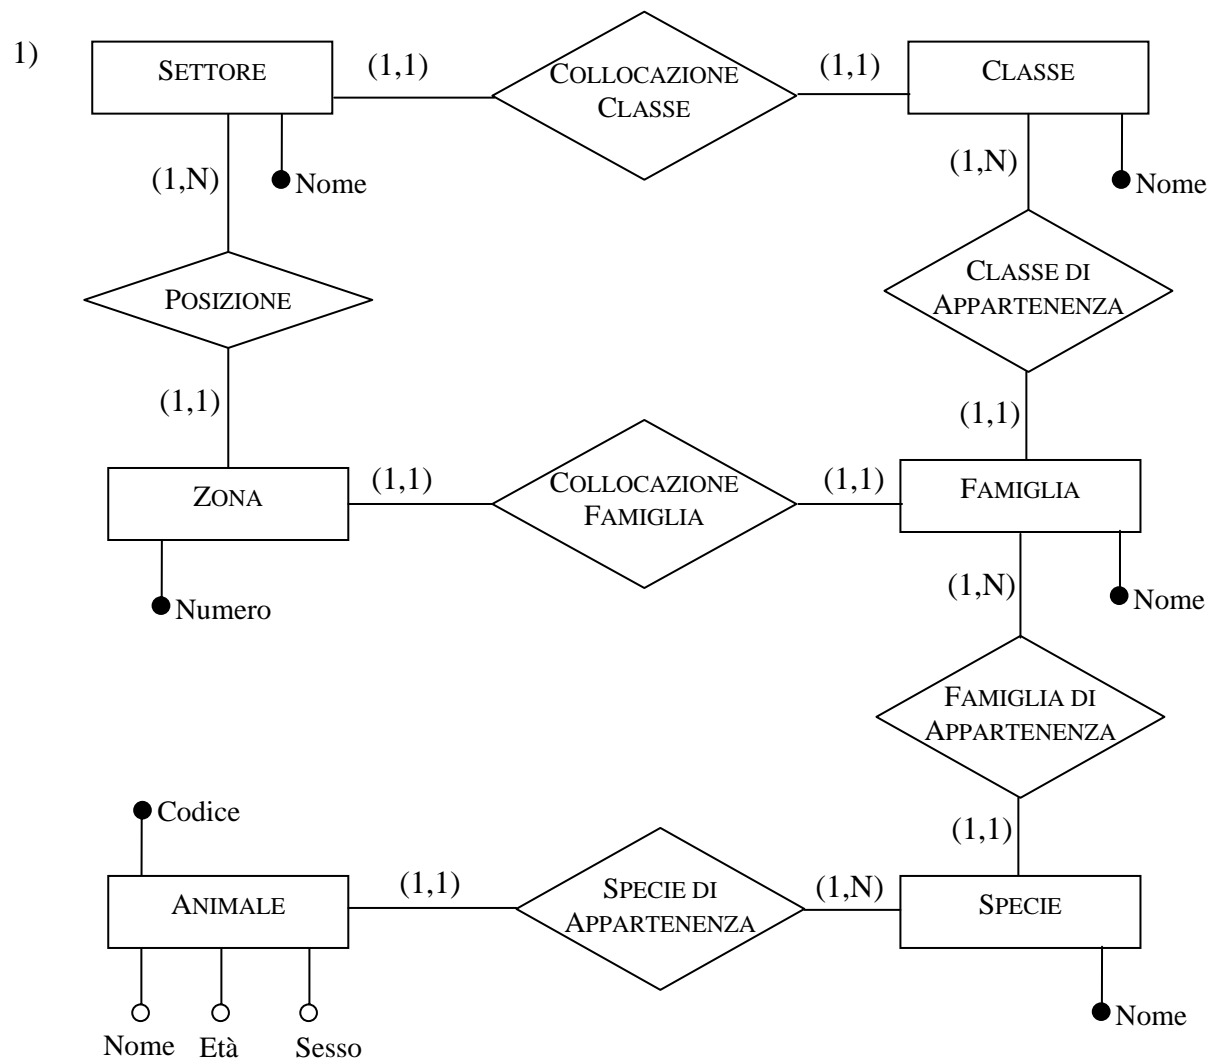 1)
SETTORE
(1,1)
COLLOCAZIONE
CLASSE
(1,1)
CLASSE
(1,N)
Nome
(1,N)
Nome
POSIZIONE
CLASSE DI
APPARTENENZA
(1,1)
(1,1)
ZONA
(1,1)
COLLOCAZIONE
FAMIGLIA
(1,1)
FAMIGLIA
Numero
(1,N)
Nome
FAMIGLIA DI
APPARTENENZA
Codice
(1,1)
ANIMALE
(1,1)
SPECIE DI
APPARTENENZA
(1,N)
SPECIE
Nome
Età
Sesso
Nome